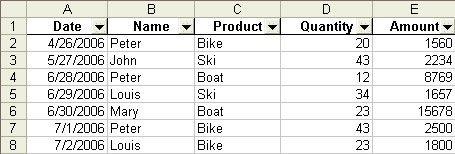 A B C D E
1 Date Name Product Quantity Amount
2 4/26/2006 Peter Bike 20 1560
3 5/27/2006 John Ski 43 2234
4 6/28/2006 Peter Boat 12 8769
5 6/29/2006 Louis Ski 34 1657
6 6/30/2006 Mary Boat 23 15678
7 7/1/2006 Peter Bike 43 2500
8 7/2/2006 Louis Bike 23 1800